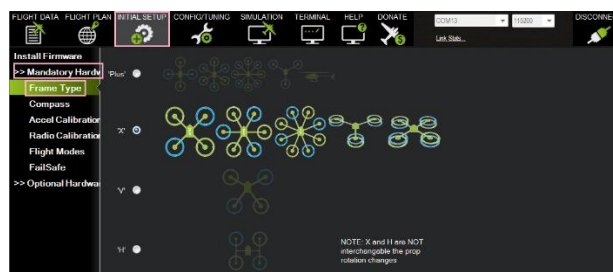 FLIGHT DATA FLIGHT PLAN INITIAL SETUP CONFIG/TUNING SIMULATION TERMINAL HELP DONATE
COM13 115200 DISCONNE
Link Stats...
Install Firmware
>> Mandatory Hardw
Frame Type
Compass
Accel Calibration
Radio Calibration
Flight Modes
FailSafe
>> Optional Hardwa
'Plus'
'X'
'V'
'H'
NOTE: X and H are NOT
interchangable the prop
rotation changes